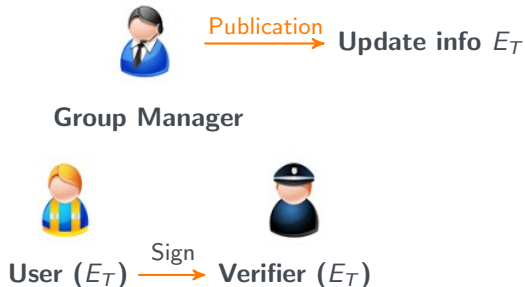 Publication
Update info E_T
Group Manager
Sign
User (E_T)
Verifier (E_T)